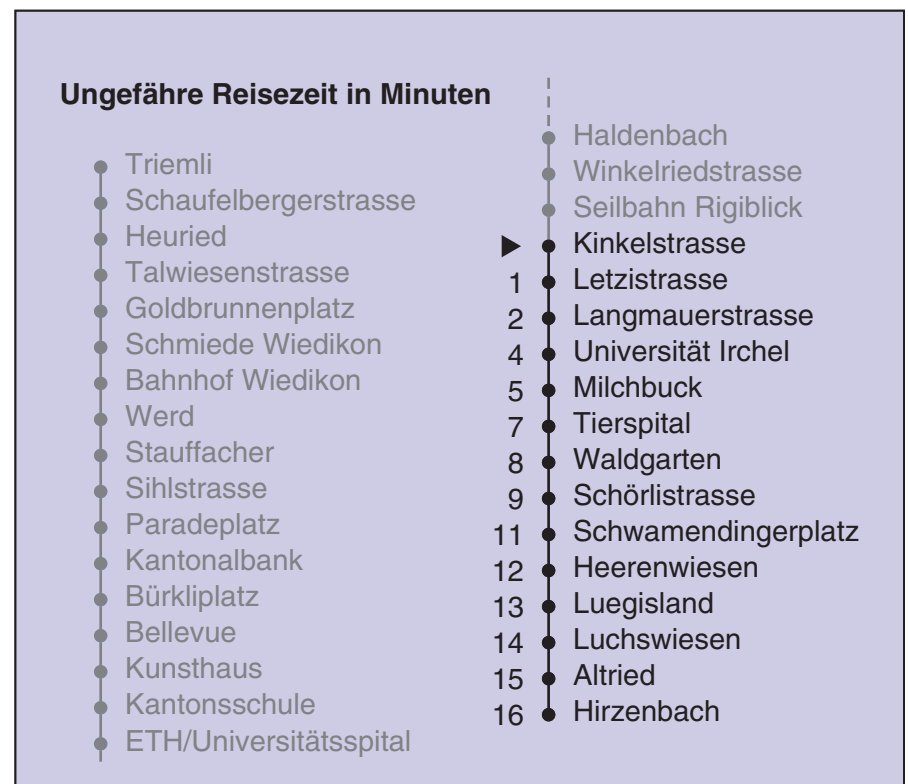 Ungefähre Reisezeit in Minuten
Triemli
Schaufelbergerstrasse
Heuried
Talwiesenstrasse
Goldbrunnenplatz
Schmiede Wiedikon
Bahnhof Wiedikon
Werd
Stauffacher
Sihlstrasse
Paradeplatz
Kantonalbank
Bürkliplatz
Bellevue
Kunsthaus
Kantonsschule
ETH/Universitätsspital
Haldenbach
Winkelriedstrasse
Seilbahn Rigiblick
Kinkelstrasse
1 Letzistrasse
2 Langmauerstrasse
4 Universität Irchel
5 Milchbuck
7 Tierspital
8 Waldgarten
9 Schörlistrasse
11 Schwamendingerplatz
12 Heerenwiesen
13 Luegisland
14 Luchswiesen
15 Altried
16 Hirzenbach